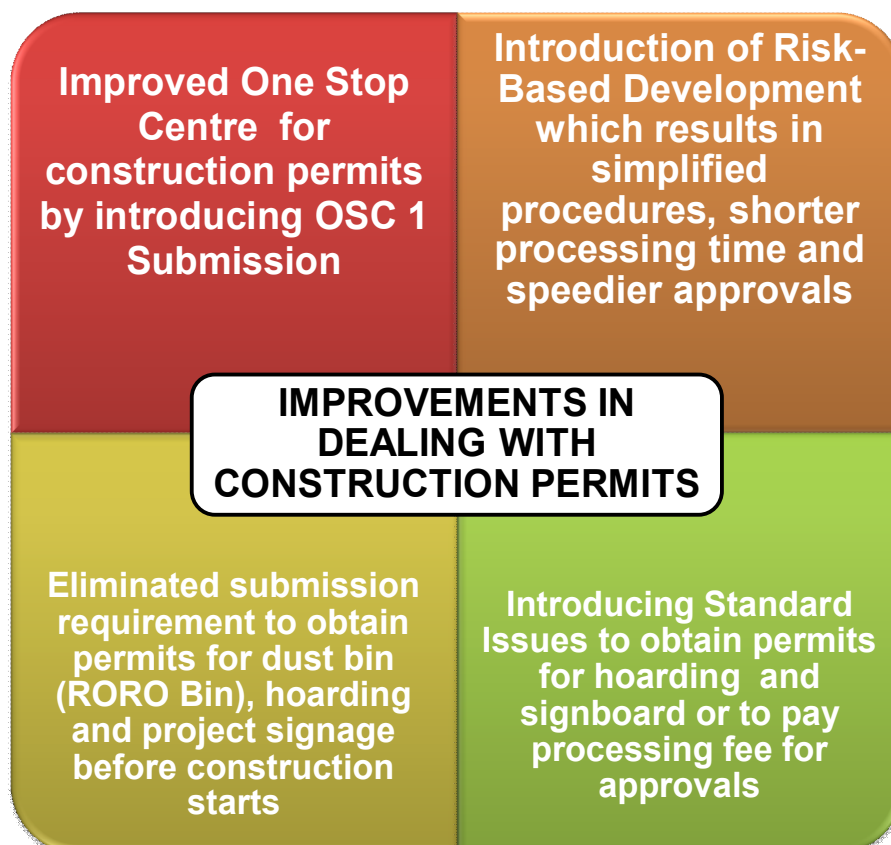 Improved One Stop
Centre for
construction permits
by introducing OSC 1
Submission
Introduction of Risk-
Based Development
which results in
simplified
procedures, shorter
processing time and
speedier approvals
IMPROVEMENTS IN
DEALING WITH
CONSTRUCTION PERMITS
Eliminated submission
requirement to obtain
permits for dust bin
(RORO Bin), hoarding
and project signage
before construction
starts
Introducing Standard
Issues to obtain permits
for hoarding and
signboard or to pay
processing fee for
approvals